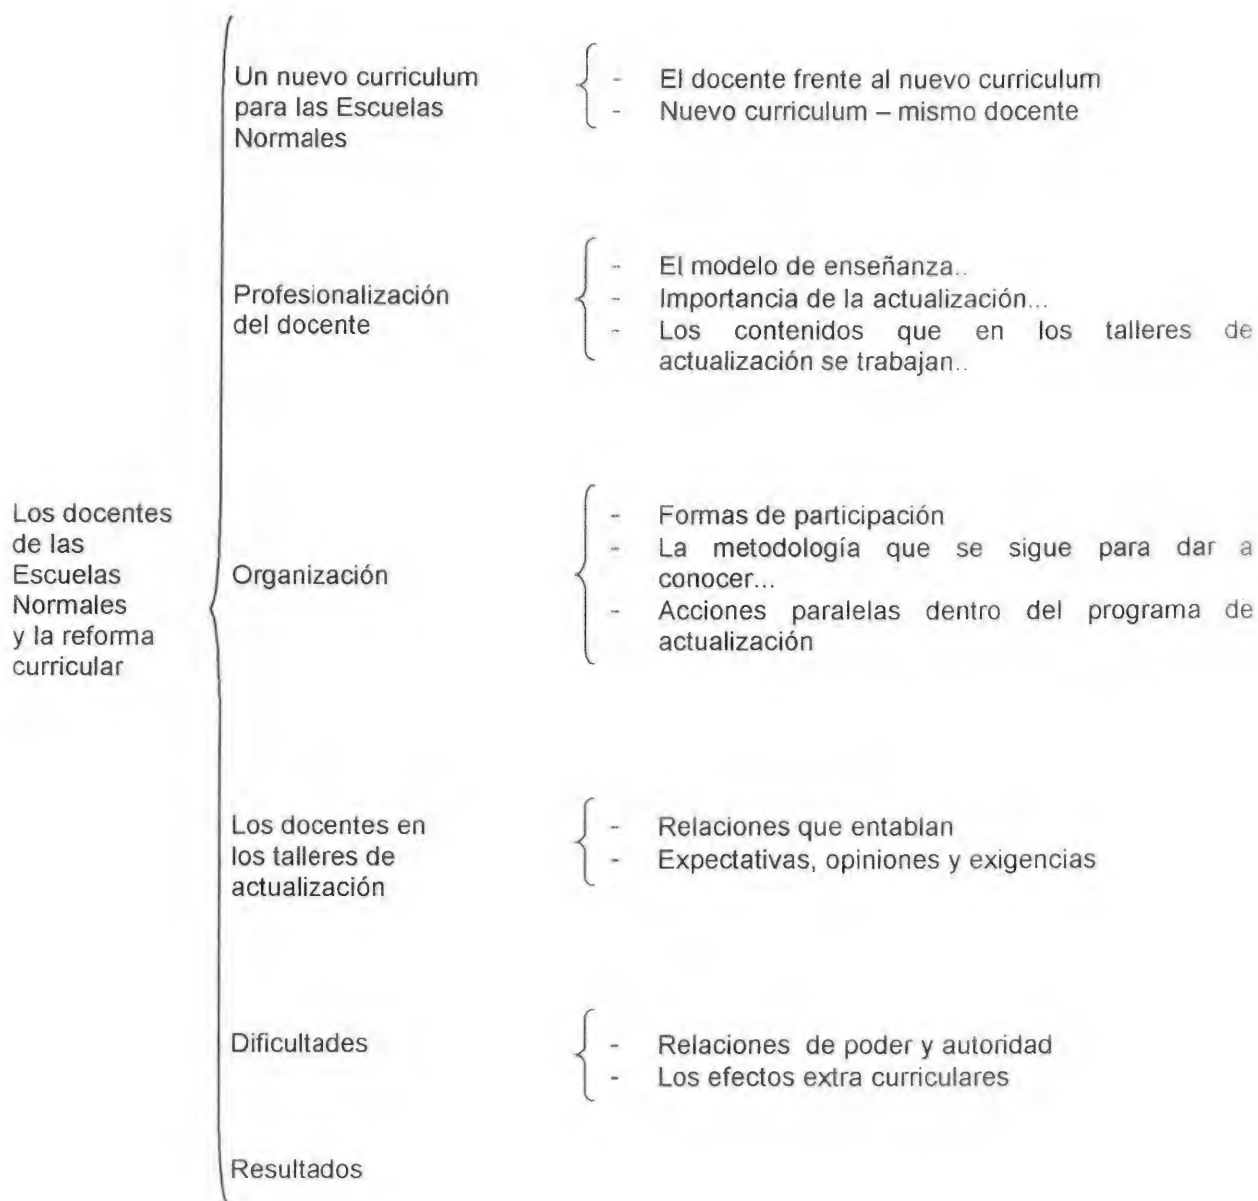 Un nuevo curriculum
para las Escuelas
Normales
- El docente frente al nuevo curriculum
- Nuevo curriculum – mismo docente
Profesionalización
del docente
- El modelo de enseñanza..
- Importancia de la actualización...
- Los contenidos que en los talleres de
actualización se trabajan..
Los docentes
de las
Escuelas
Normales
y la reforma
curricular
Organización
- Formas de participación
- La metodología que se sigue para dar a
conocer...
- Acciones paralelas dentro del programa de
actualización
Los docentes en
los talleres de
actualización
- Relaciones que entablan
- Expectativas, opiniones y exigencias
Dificultades
- Relaciones de poder y autoridad
- Los efectos extra curriculares
Resultados